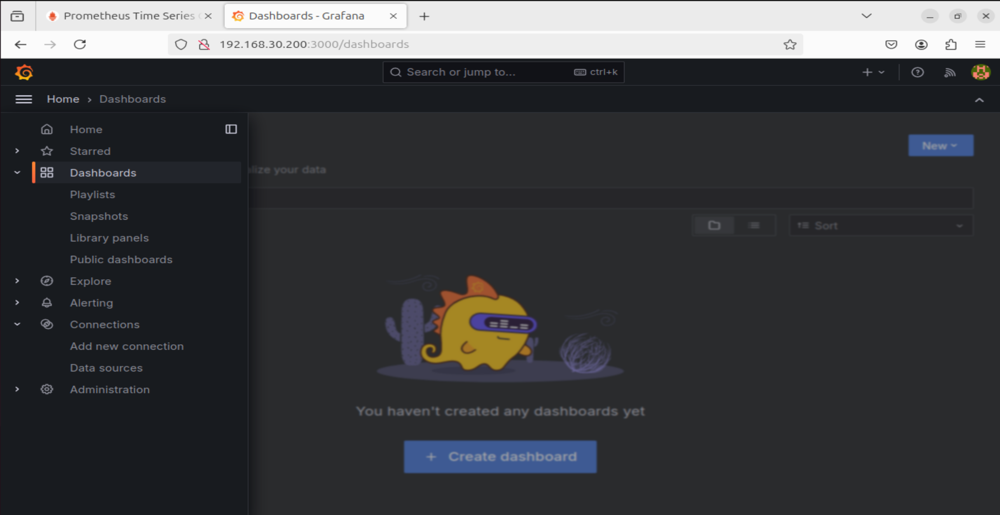 Prometheus Time Series
Dashboards - Grafana
192.168.30.200:3000/dashboards
Search or jump to...
ctrl+k
Home › Dashboards
Home
Starred
Dashboards
Playlists
Snapshots
Library panels
Public dashboards
Explore
Alerting
Connections
Add new connection
Data sources
Administration
New
alize your data
Sort
You haven't created any dashboards yet
+ Create dashboard